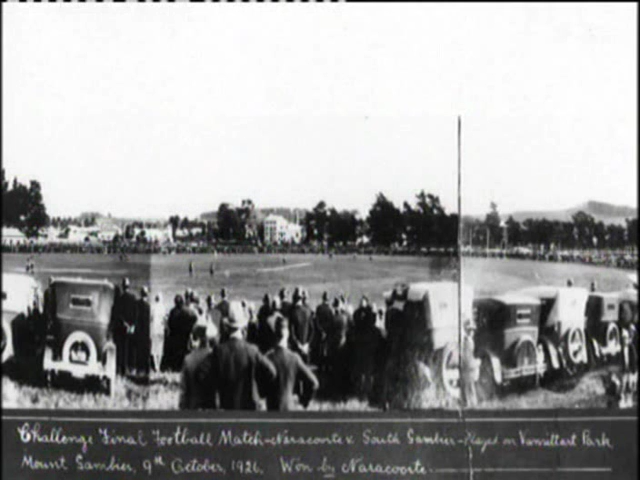 Challenge Final Football Match - Naracoorte v. South Gambier - Played on Vansittart Park
Mount Gambier, 9th October, 1926. Won by Naracoorte